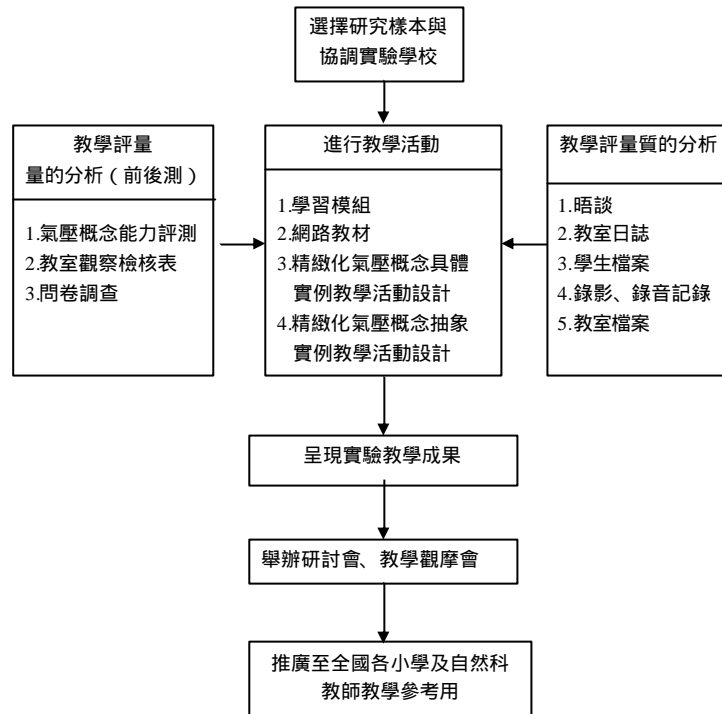 選擇研究樣本與
協調實驗學校
教學評量
量的分析（前後測）
1.氣壓概念能力評測
2.教室觀察檢核表
3.問卷調查
進行教學活動
1.學習模組
2.網路教材
3.精緻化氣壓概念具體
實例教學活動設計
4.精緻化氣壓概念抽象
實例教學活動設計
教學評量質的分析
1.晤談
2.教室日誌
3.學生檔案
4.錄影、錄音記錄
5.教室檔案
呈現實驗教學成果
舉辦研討會、教學觀摩會
推廣至全國各小學及自然科
教師教學參考用